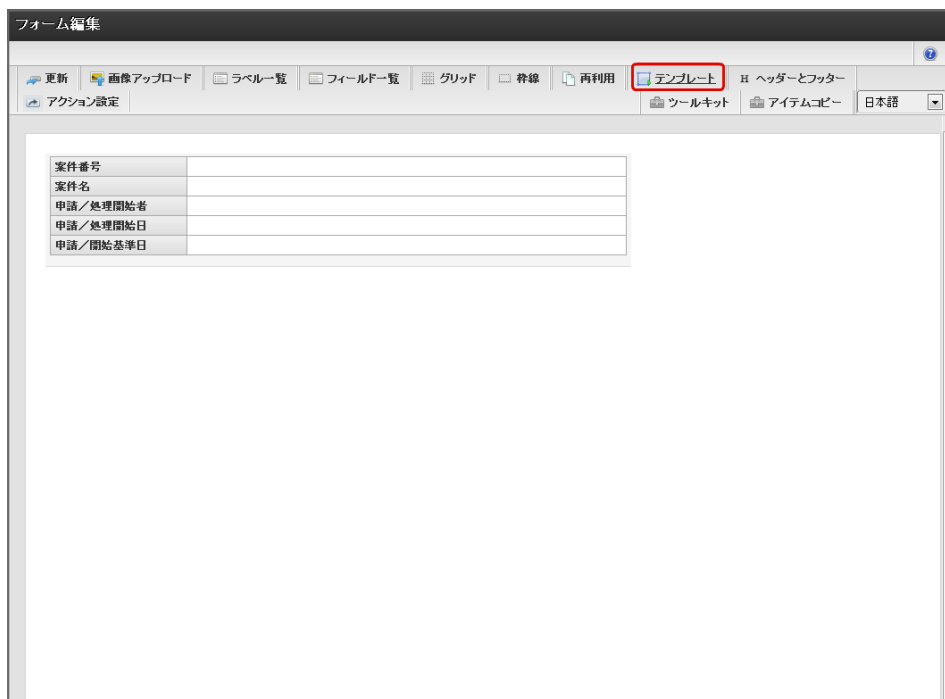 フォーム編集
更新 画像アップロード ラベル一覧 フィールド一覧 グリッド 枠線 再利用 テンプレート H ヘッダーとフッター
アクション設定 ツールキット アイテムコピー 日本語
案件番号
案件名
申請／処理開始者
申請／処理開始日
申請／開始基準日